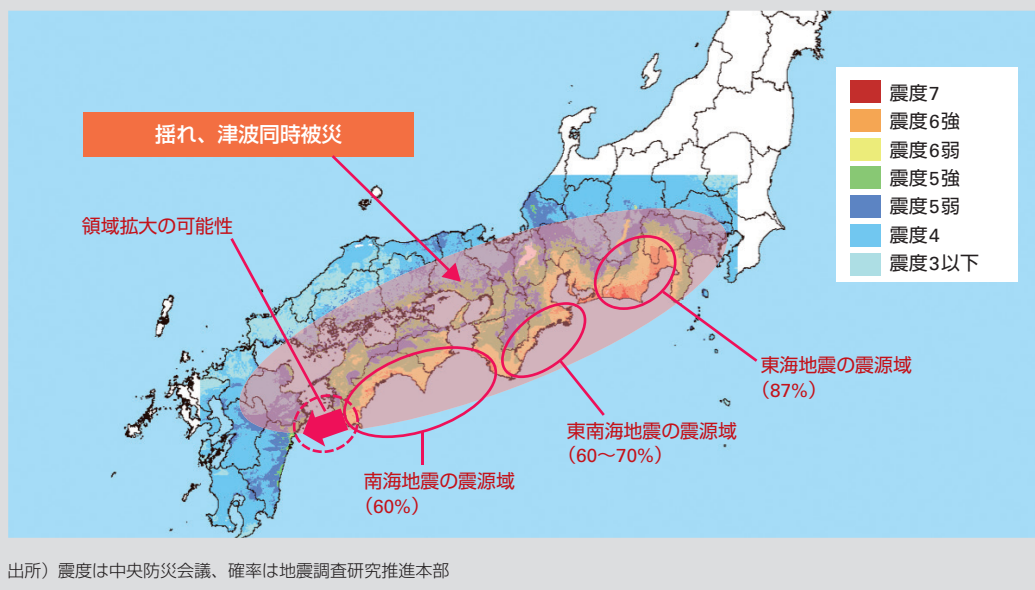 震度7
震度6強
震度6弱
震度5強
震度5弱
震度4
震度3以下
揺れ、津波同時被災
領域拡大の可能性
東海地震の震源域
（87%）
東南海地震の震源域
（60〜70%）
南海地震の震源域
（60%）
出所）震度は中央防災会議、確率は地震調査研究推進本部